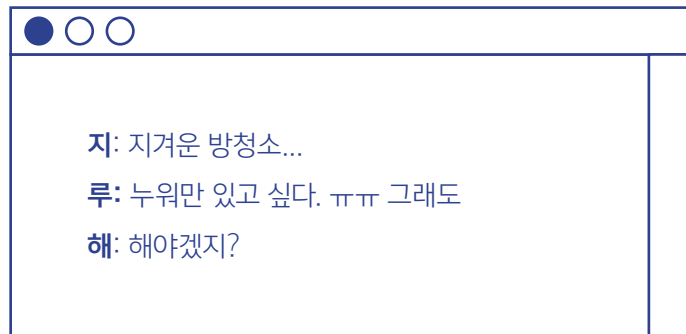 지: 지겨운 방청소...
루: 누워만 있고 싶다. ㅠㅠ 그래도
해: 해야겠지?